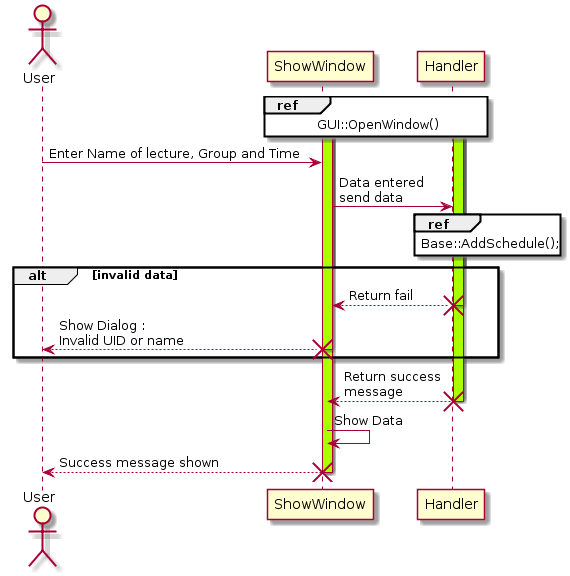 User
ShowWindow
Handler
ref
GUI::OpenWindow()
Enter Name of lecture, Group and Time
Data entered
send data
ref
Base::AddSchedule();
alt
[invalid data]
Return fail
Show Dialog :
Invalid UID or name
Return success
message
Show Data
Success message shown
User
ShowWindow
Handler